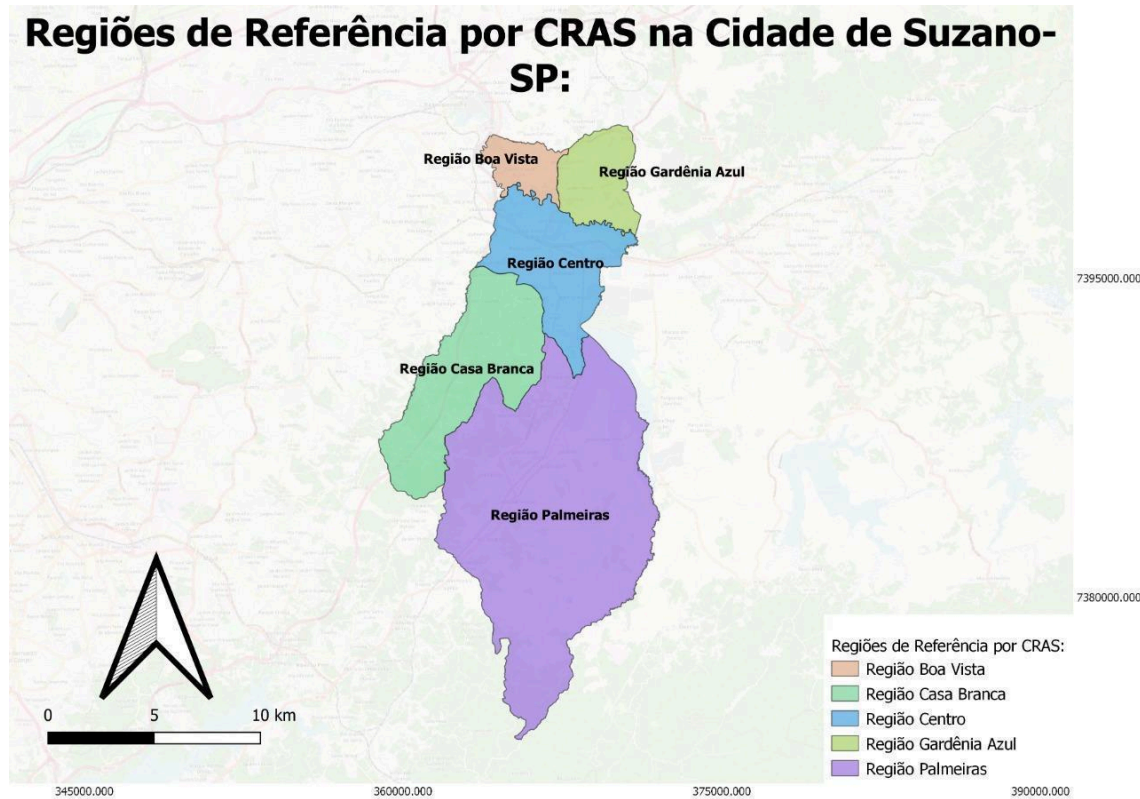 Regiões de Referência por CRAS na Cidade de Suzano-
SP:
Região Boa Vista
Região Gardênia Azul
Região Centro
7395000.000
Região Casa Branca
Região Palmeiras
7380000.000
0 5 10 km
Regiões de Referência por CRAS:
Região Boa Vista
Região Casa Branca
Região Centro
Região Gardênia Azul
Região Palmeiras
345000.000 360000.000 375000.000 390000.000